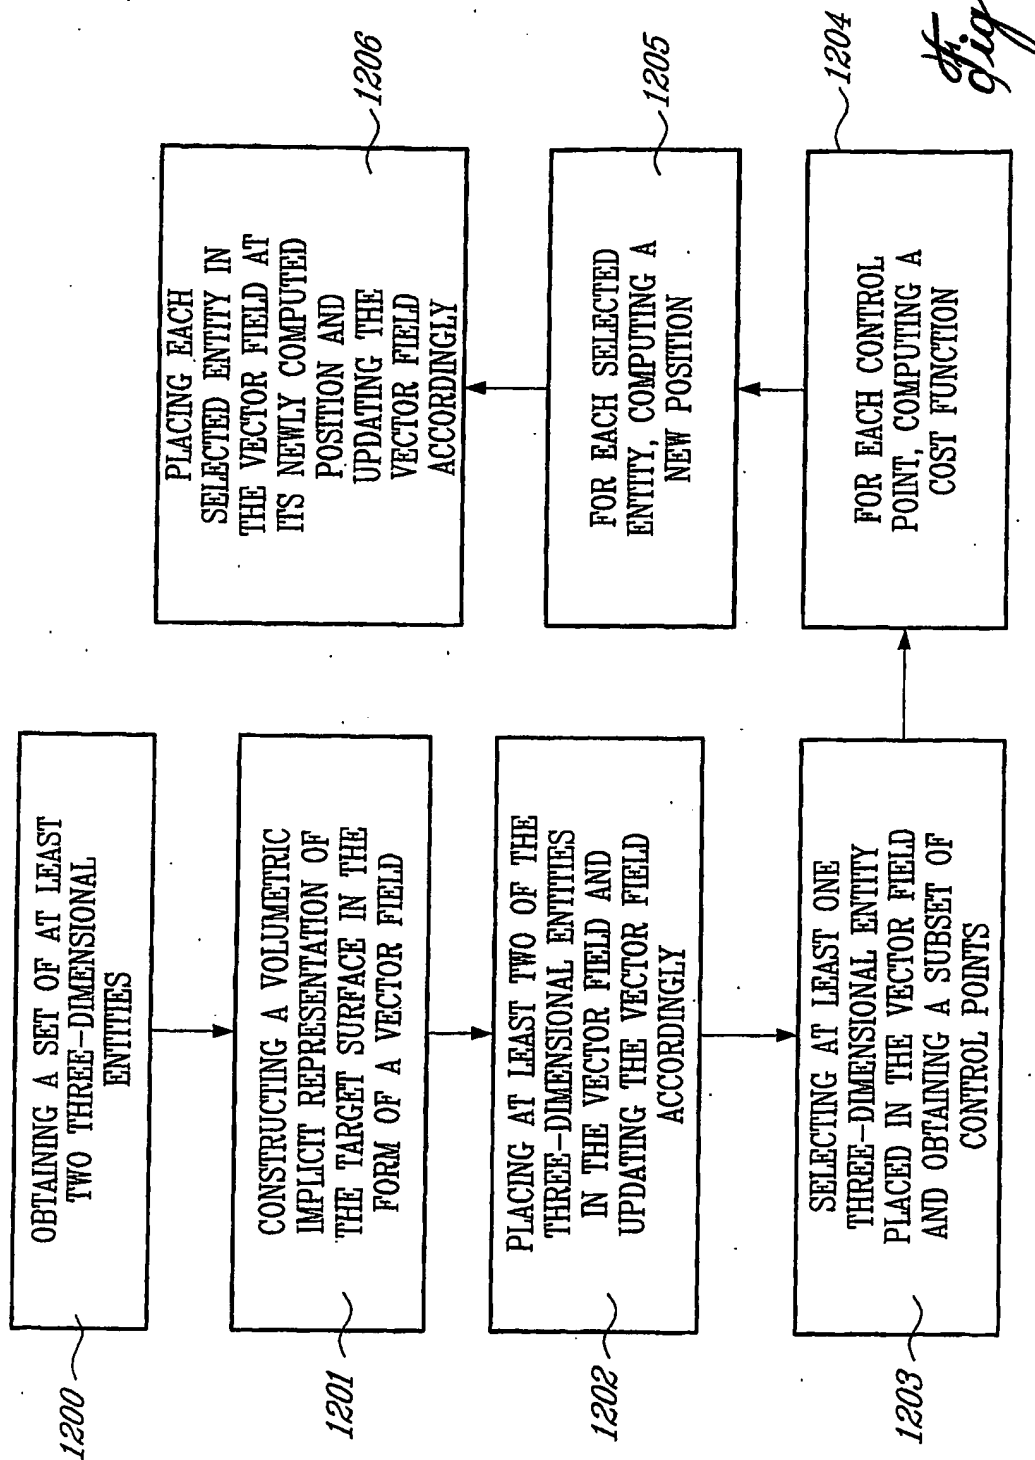 OBTAINING A SET OF AT LEAST
TWO THREE-DIMENSIONAL
ENTITIES
1200
CONSTRUCTING A VOLUMETRIC
IMPLICIT REPRESENTATION OF
THE TARGET SURFACE IN THE
FORM OF A VECTOR FIELD
1201
PLACING AT LEAST TWO OF THE
THREE-DIMENSIONAL ENTITIES
IN THE VECTOR FIELD AND
UPDATING THE VECTOR FIELD
ACCORDINGLY
1202
SELECTING AT LEAST ONE
THREE-DIMENSIONAL ENTITY
PLACED IN THE VECTOR FIELD
AND OBTAINING A SUBSET OF
CONTROL POINTS
1203
FOR EACH CONTROL
POINT, COMPUTING A
COST FUNCTION
1204
FOR EACH SELECTED
ENTITY, COMPUTING A
NEW POSITION
1205
PLACING EACH
SELECTED ENTITY IN
THE VECTOR FIELD AT
ITS NEWLY COMPUTED
POSITION AND
UPDATING THE
VECTOR FIELD
ACCORDINGLY
1206
Fig